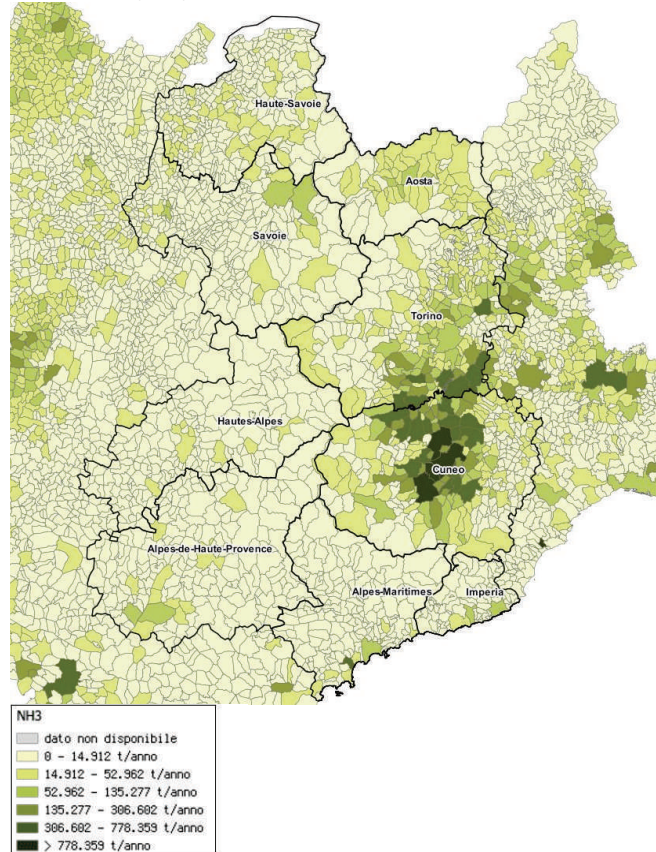 Haute-Savoie
Aosta
Savoie
Torino
Hautes-Alpes
Cuneo
Alpes-de-Haute-Provence
Alpes-Maritimes
Imperia
NH3
dato non disponibile
0 - 14.912 t/anno
14.912 - 52.962 t/anno
52.962 - 135.277 t/anno
135.277 - 306.602 t/anno
306.602 - 778.359 t/anno
> 778.359 t/anno